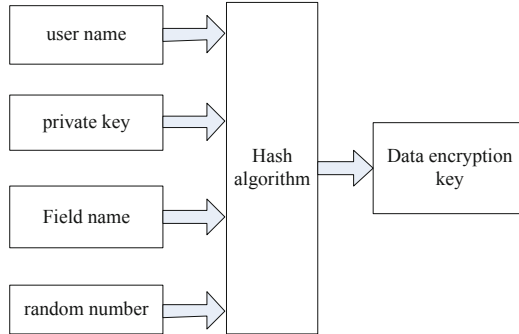 user name
private key
Field name
random number
Hash
algorithm
Data encryption
key